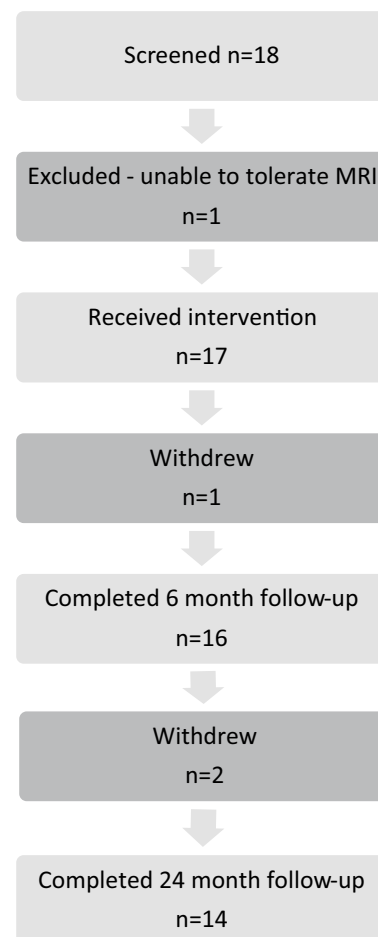 Screened n=18
Excluded - unable to tolerate MRI
n=1
Received intervention
n=17
Withdrew
n=1
Completed 6 month follow-up
n=16
Withdrew
n=2
Completed 24 month follow-up
n=14